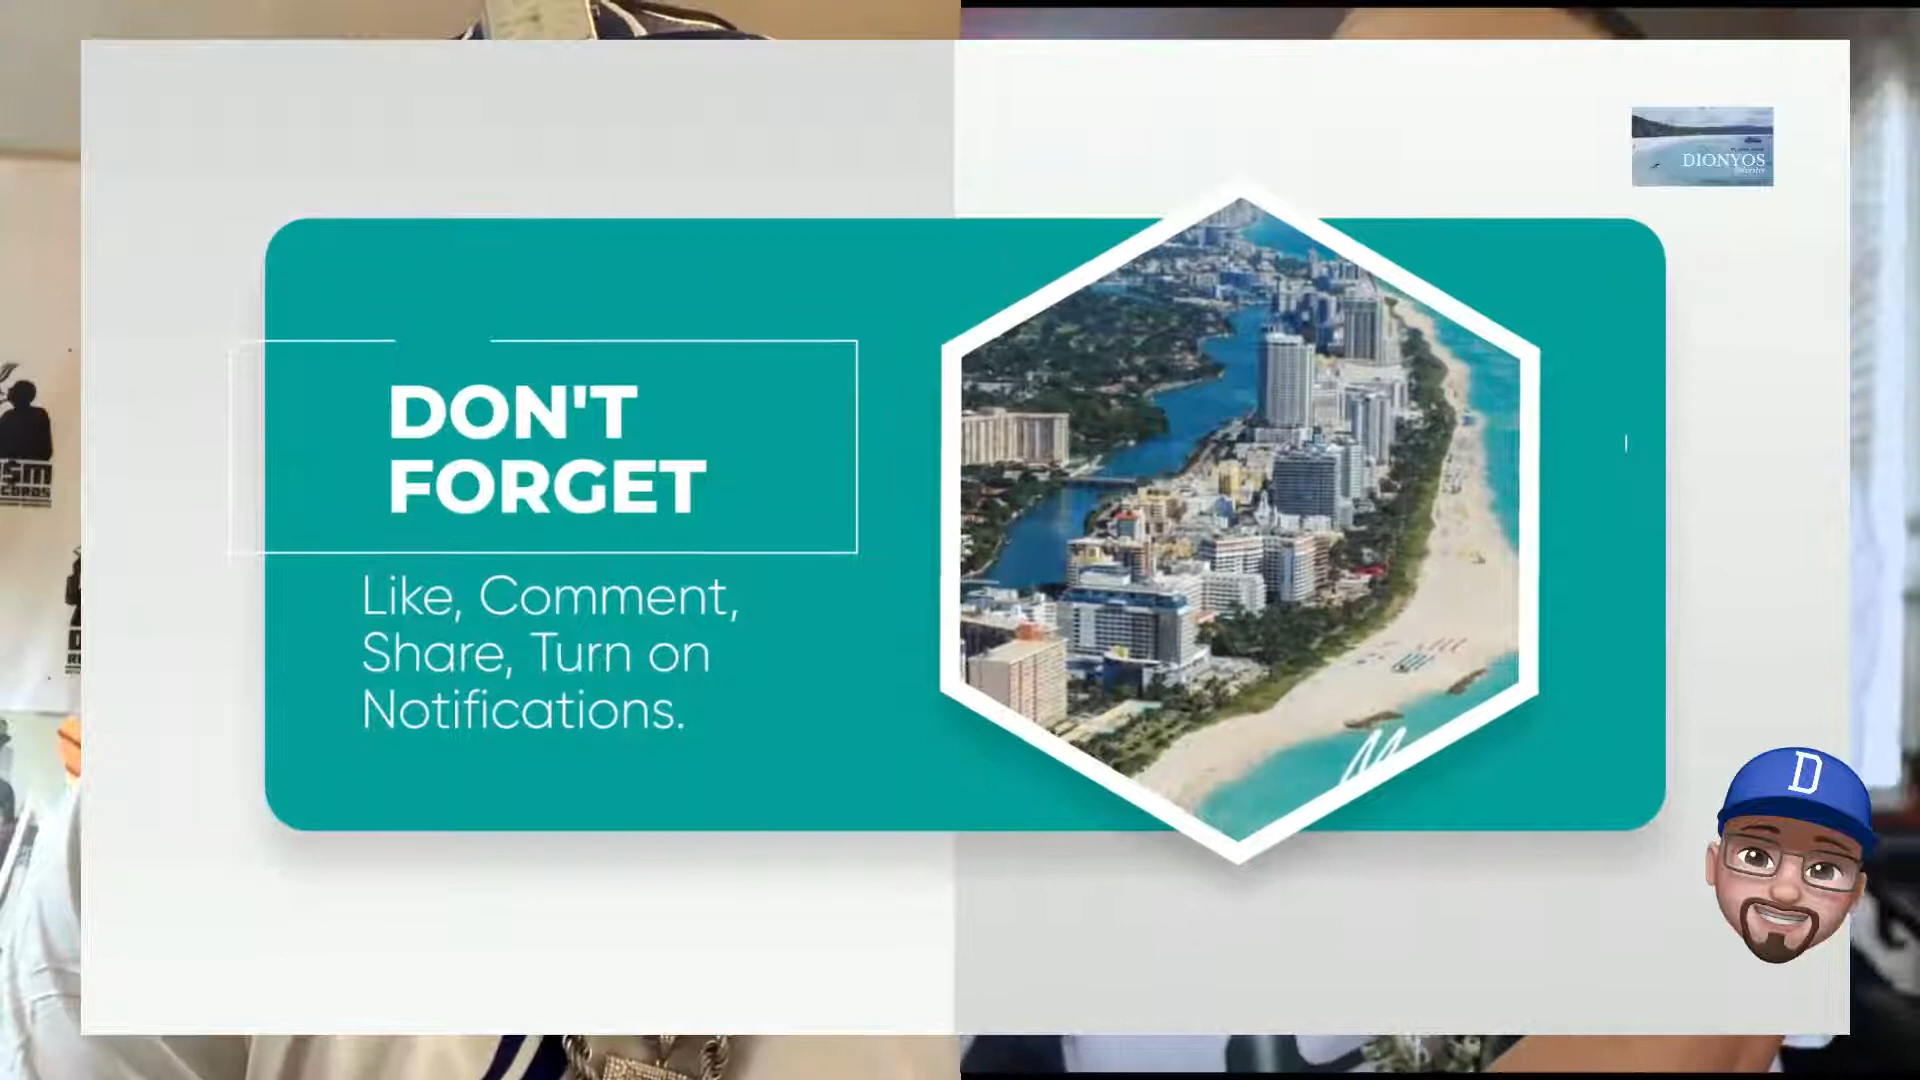 DIONYOS
DON'T
FORGET
Like, Comment,
Share, Turn on
Notifications.
D